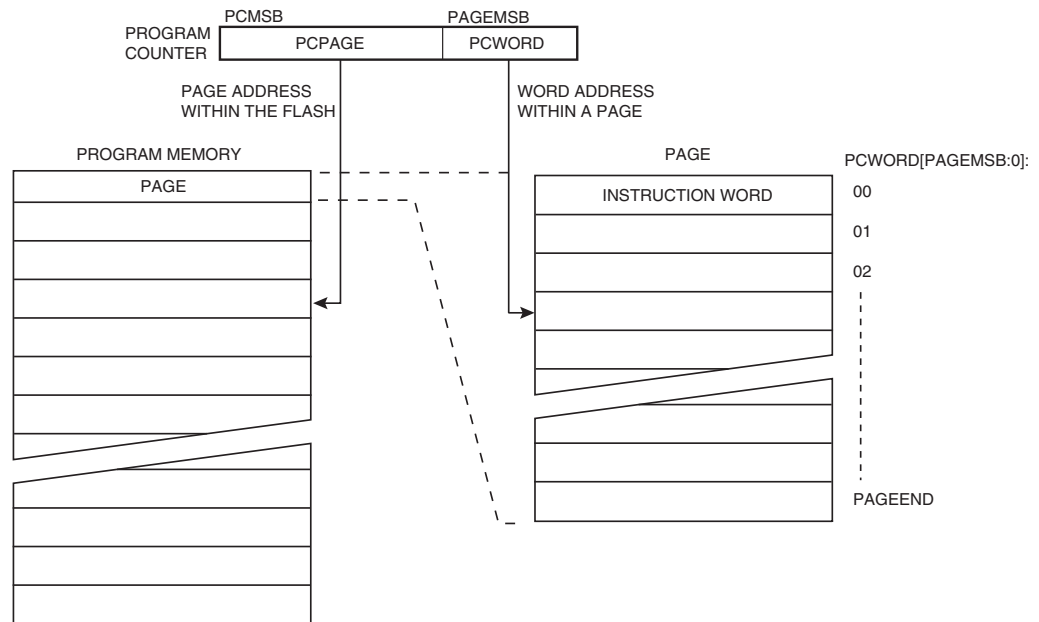 PCMSB
PAGEMSB
PROGRAM
COUNTER
PCPAGE
PCWORD
PAGE ADDRESS
WITHIN THE FLASH
WORD ADDRESS
WITHIN A PAGE
PROGRAM MEMORY
PAGE
PAGE
PCWORD[PAGEMSB:0]:
INSTRUCTION WORD
00
01
02
PAGEEND